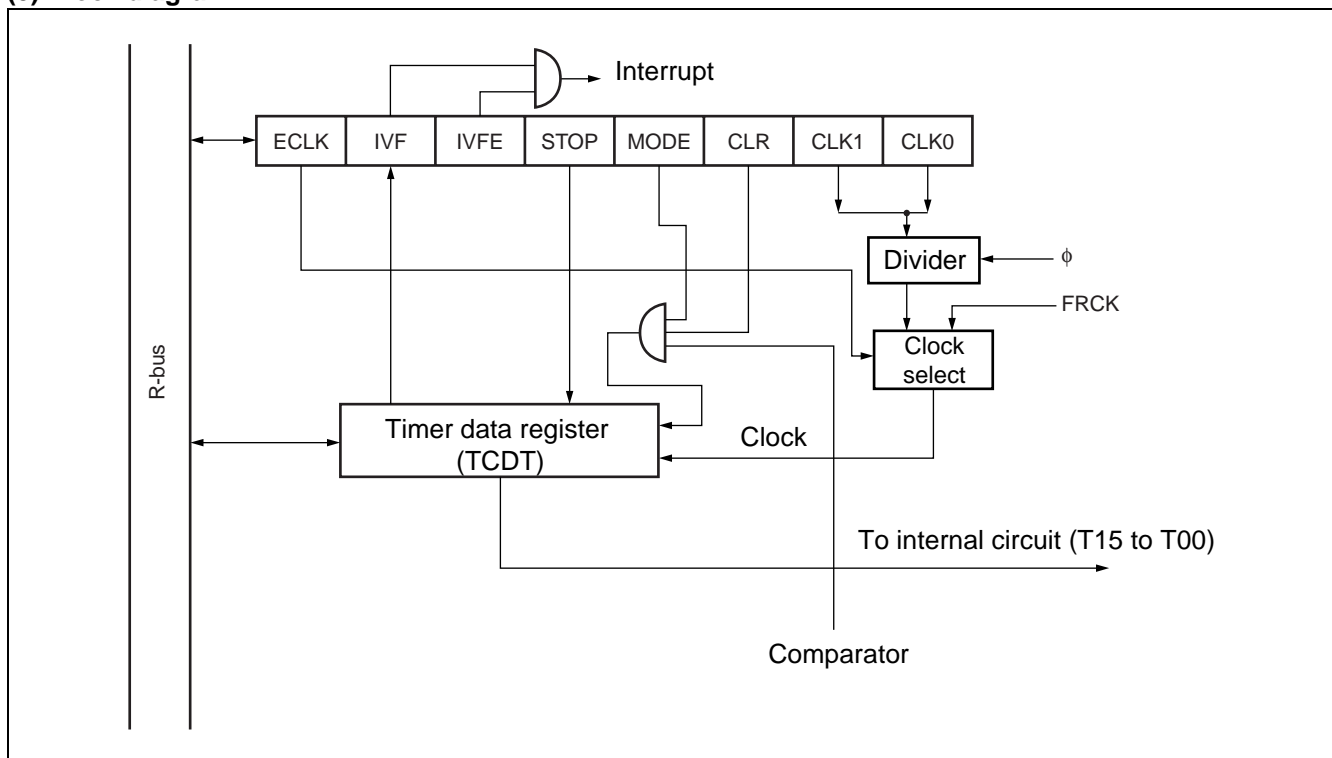 Interrupt
ECLK IVF IVFE STOP MODE CLR CLK1 CLK0
Divider
ϕ
FRCK
Clock
select
R-bus
Timer data register
(TCDT)
Clock
To internal circuit (T15 to T00)
Comparator